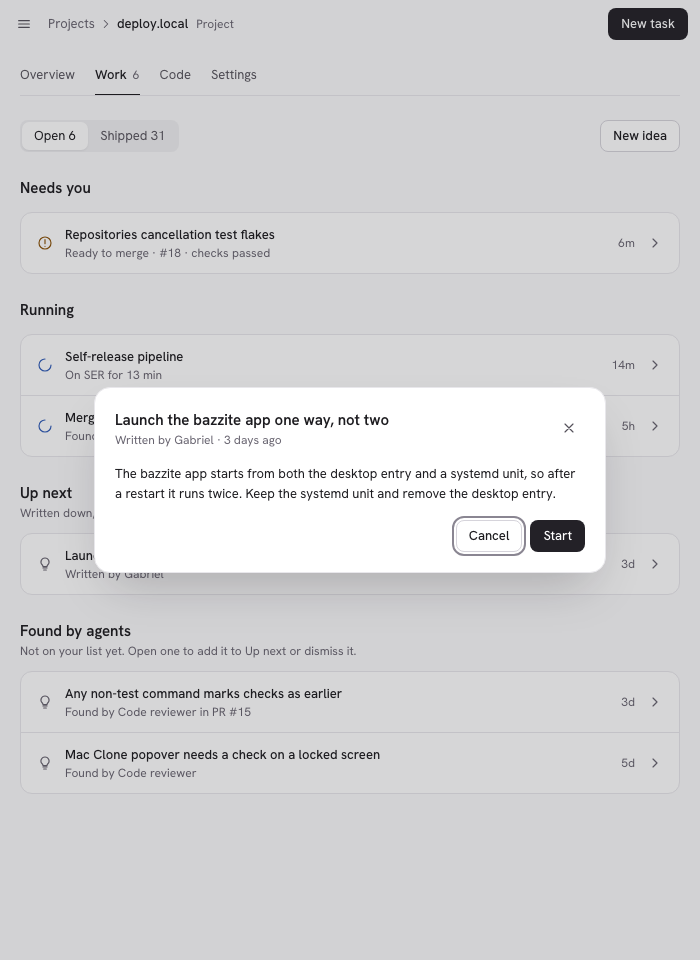 Projects > deploy.local Project
New task
Overview Work 6 Code Settings
Open 6 Shipped 31
New idea
Needs you
Repositories cancellation test flakes
Ready to merge · #18 · checks passed
6m
Running
Self-release pipeline
On SER for 13 min
14m
Merg
Foun
5h
Launch the bazzite app one way, not two
Written by Gabriel · 3 days ago
The bazzite app starts from both the desktop entry and a systemd unit, so after
a restart it runs twice. Keep the systemd unit and remove the desktop entry.
Cancel Start
Up next
Written down,
Laun
Written by Gabriel
3d
Found by agents
Not on your list yet. Open one to add it to Up next or dismiss it.
Any non-test command marks checks as earlier
Found by Code reviewer in PR #15
3d
Mac Clone popover needs a check on a locked screen
Found by Code reviewer
5d